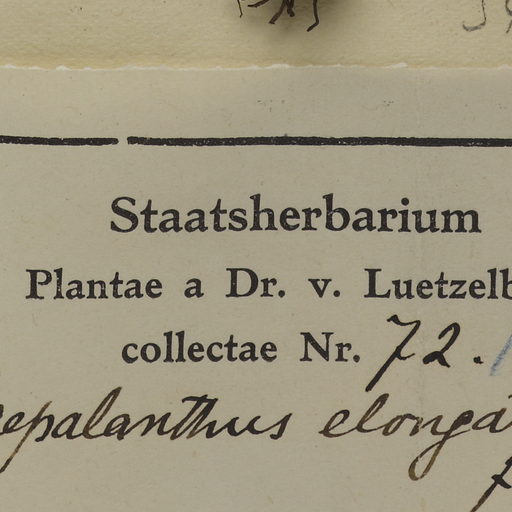 Staatsherbarium
Plantae a Dr. v. Luetzelb
collectae Nr. 72.
epalanthus elonga